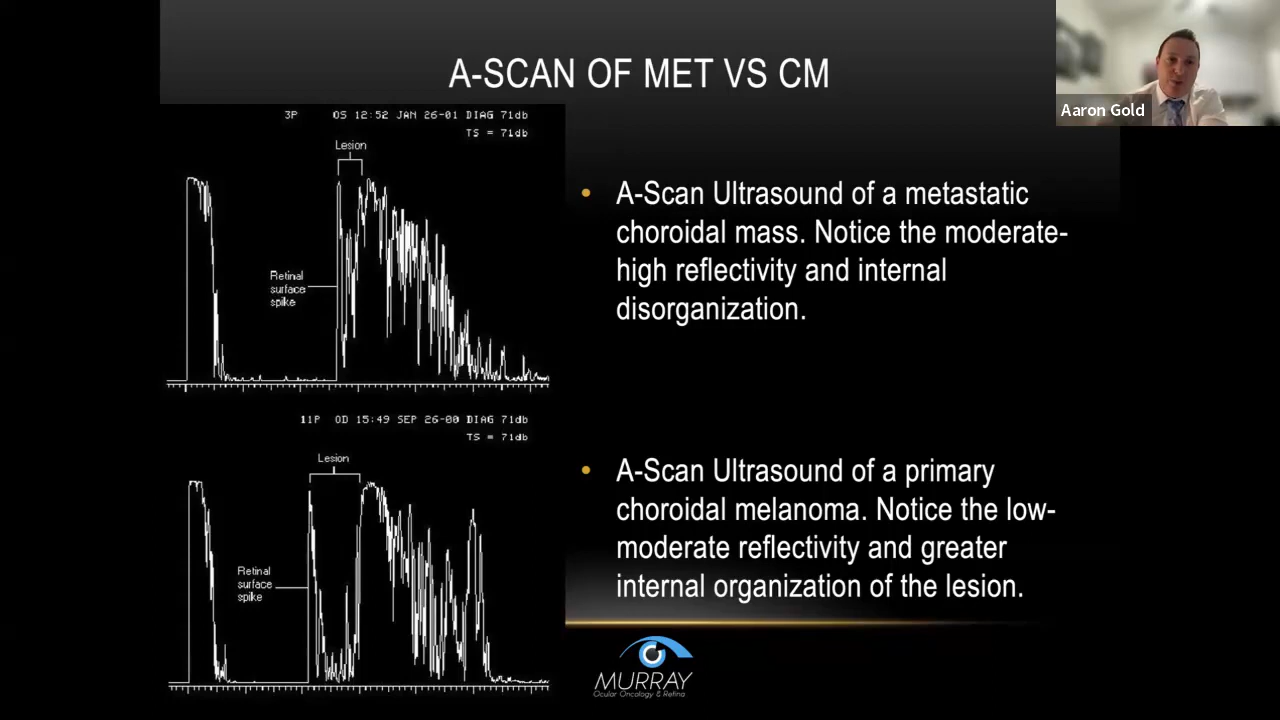 A-SCAN OF MET VS CM
Aaron Gold
3P OS 12:52 JAN 26-01 DIAG 71db
TS = 71db
Lesion
Retinal
surface
spike
• A-Scan Ultrasound of a metastatic
choroidal mass. Notice the moderate-
high reflectivity and internal
disorganization.
11P OD 15:49 SEP 26-00 DIAG 71db
TS = 71db
Lesion
Retinal
surface
spike
• A-Scan Ultrasound of a primary
choroidal melanoma. Notice the low-
moderate reflectivity and greater
internal organization of the lesion.
MURRAY
Ocular Oncology & Retina